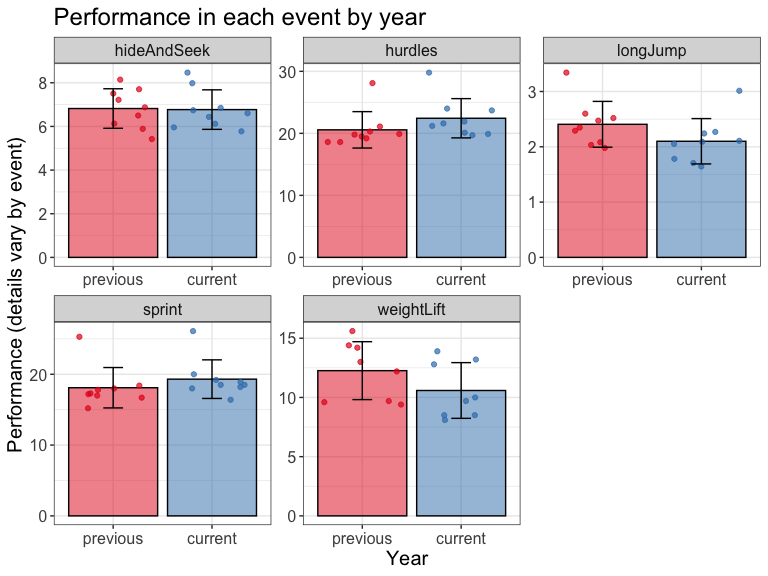 Performance in each event by year
hideAndSeek
hurdles
longJump
8
6
4
2
0
30
20
10
0
3
2
1
0
previous
current
previous
current
previous
current
sprint
weightLift
20
10
0
15
10
5
0
previous
current
previous
current
Performance (details vary by event)
Year